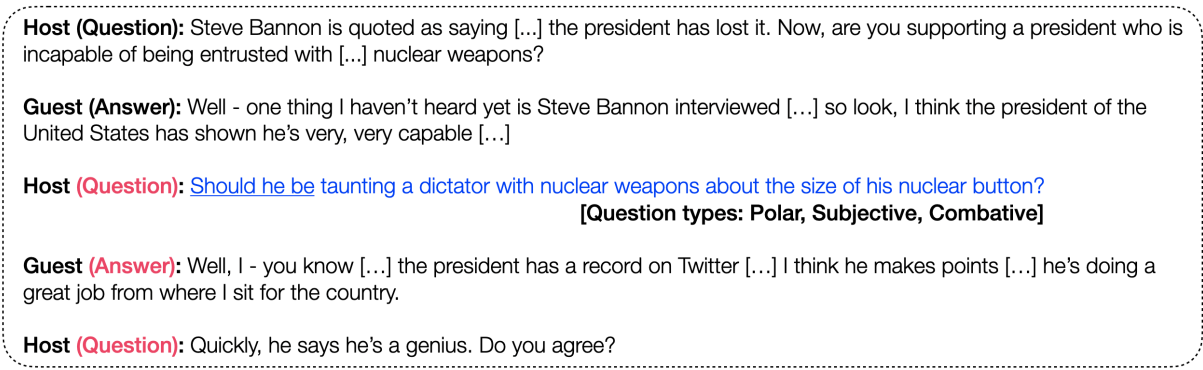 Host (Question): Steve Bannon is quoted as saying [...] the president has lost it. Now, are you supporting a president who is
incapable of being entrusted with [...] nuclear weapons?
Guest (Answer): Well - one thing I haven’t heard yet is Steve Bannon interviewed […] so look, I think the president of the
United States has shown he’s very, very capable […]
Host (Question): Should he be taunting a dictator with nuclear weapons about the size of his nuclear button?
[Question types: Polar, Subjective, Combative]
Guest (Answer): Well, I - you know […] the president has a record on Twitter […] I think he makes points […] he’s doing a
great job from where I sit for the country.
Host (Question): Quickly, he says he’s a genius. Do you agree?